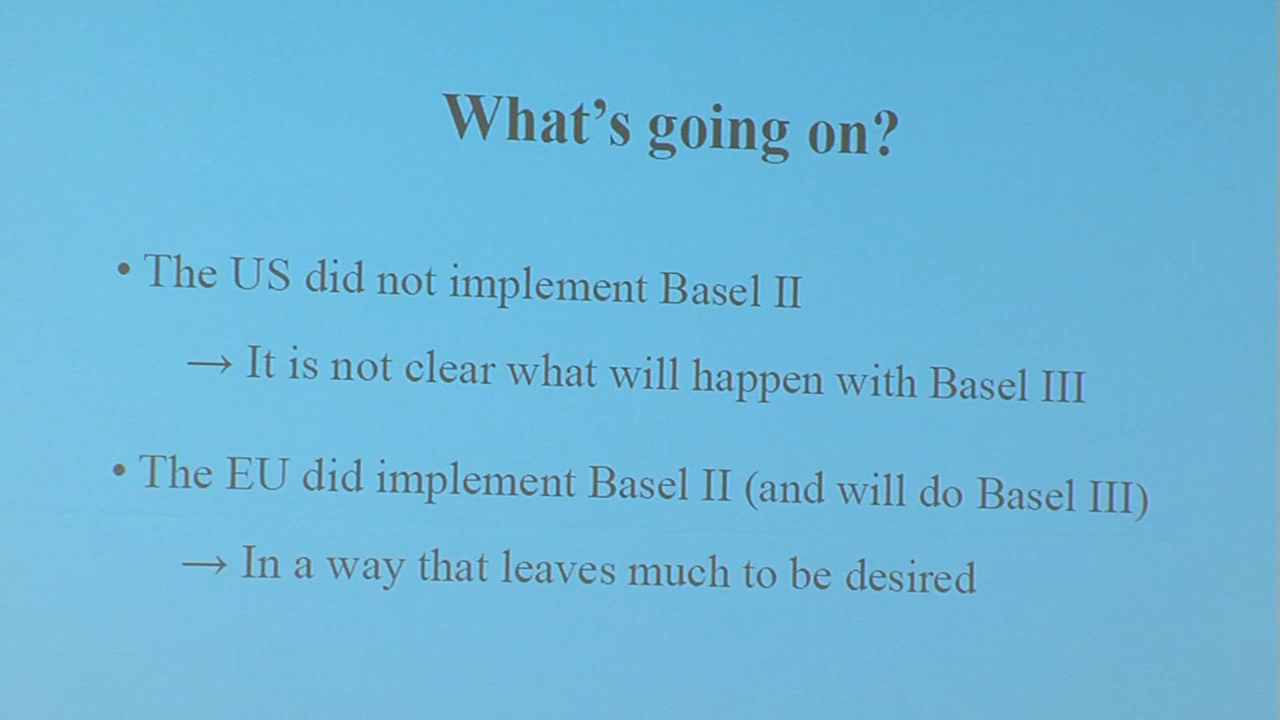 What’s going on?
• The US did not implement Basel II
→ It is not clear what will happen with Basel III
• The EU did implement Basel II (and will do Basel III)
→ In a way that leaves much to be desired